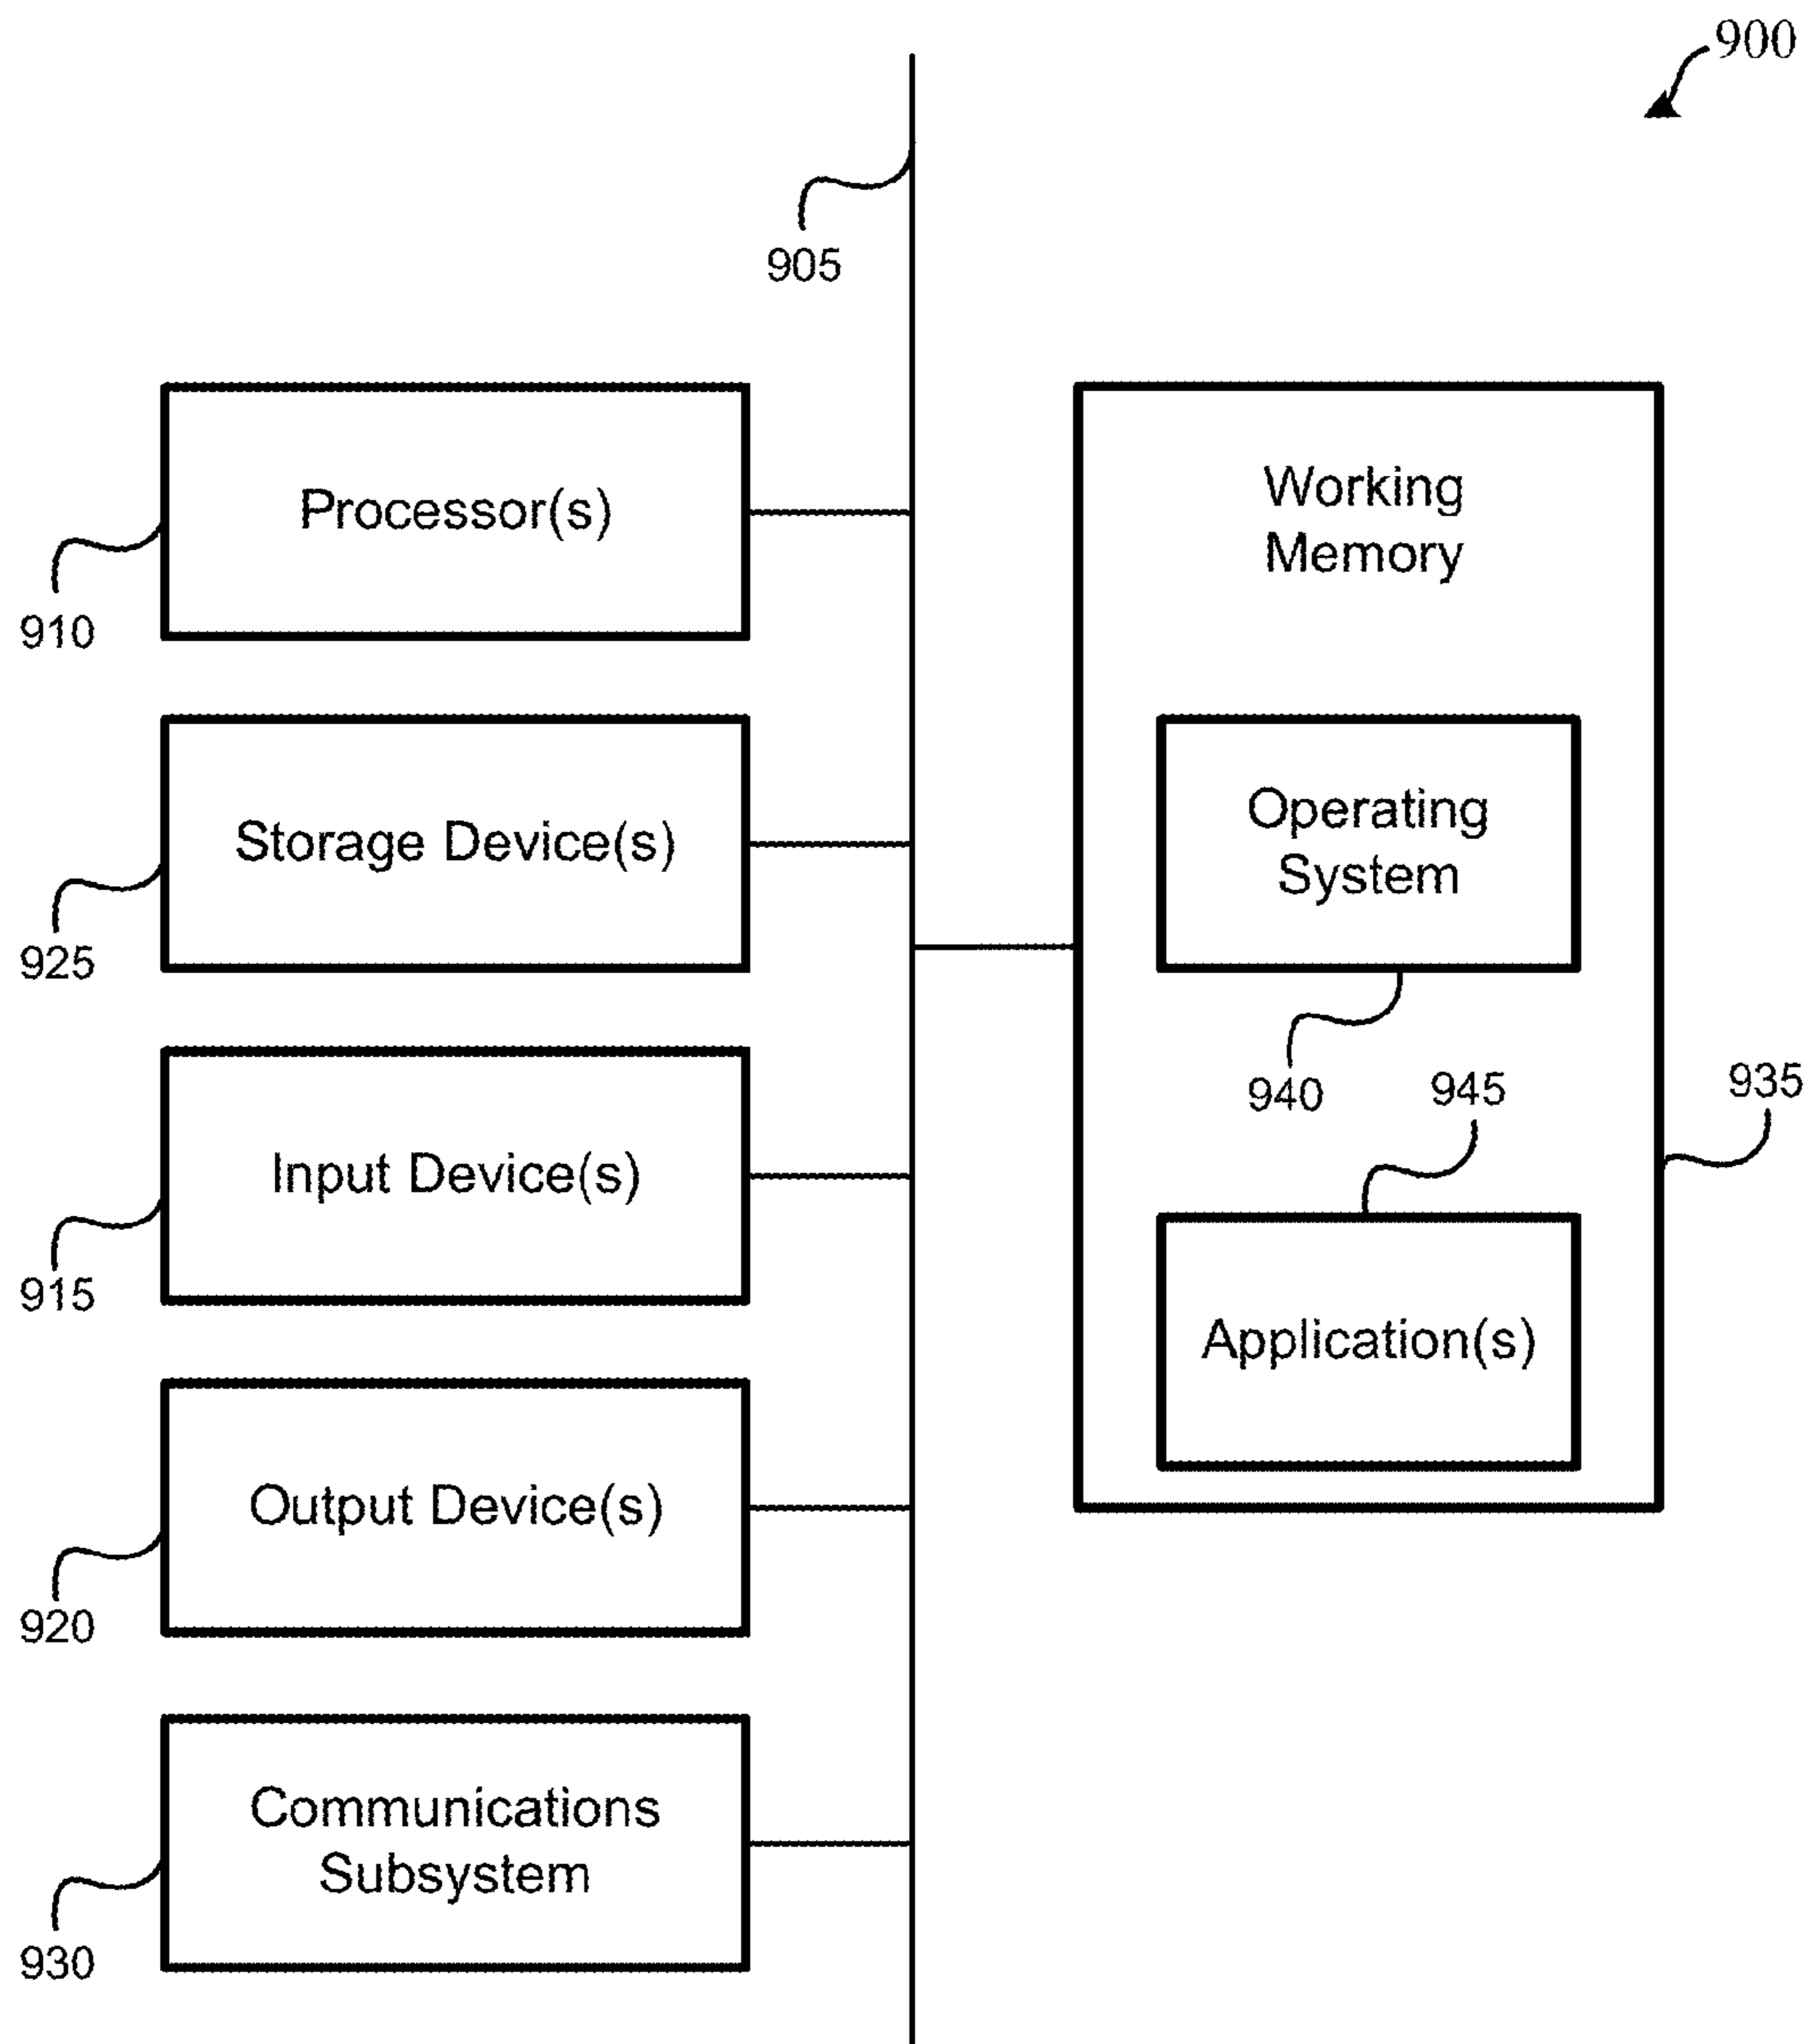 900
905
Processor(s)
910
Storage Device(s)
925
Input Device(s)
915
Output Device(s)
920
Communications
Subsystem
930
Working
Memory
Operating
System
940
945
935
Application(s)